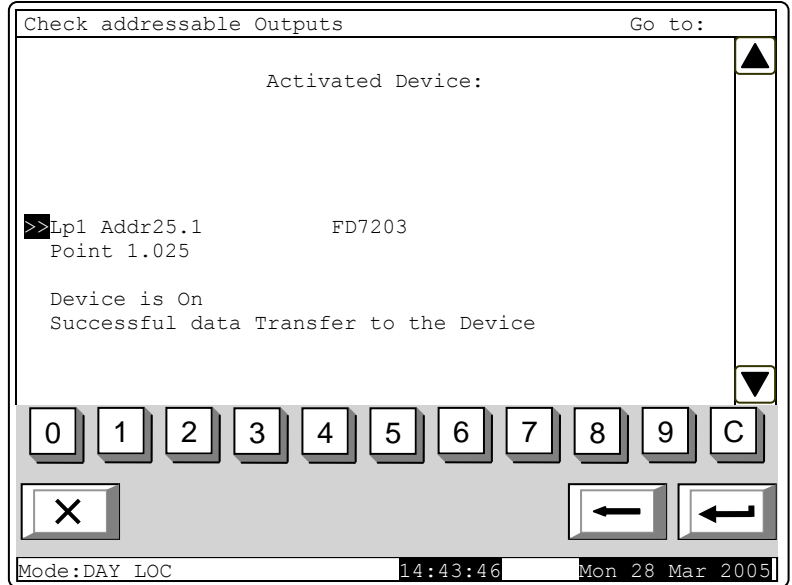 Check addressable Outputs Go to:
Activated Device:
>>Lp1 Addr25.1 FD7203
Point 1.025
Device is On
Successful data Transfer to the Device
0 1 2 3 4 5 6 7 8 9 C
Mode:DAY LOC 14:43:46 Mon 28 Mar 2005